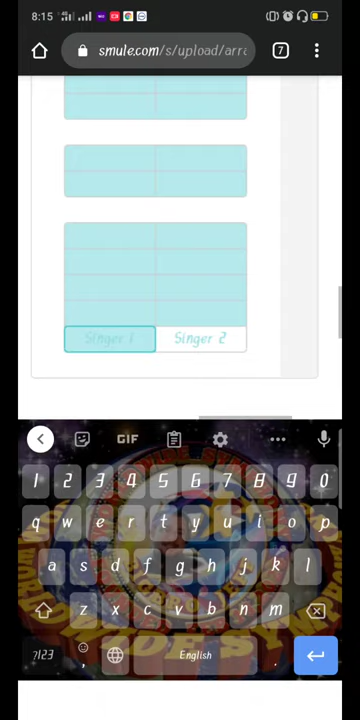 8:15
smule.com/s/upload/arra
7
Singer 1 Singer 2
GIF
1 2 3 4 5 6 7 8 9 0
q w e r t y u i o p
a s d f g h j k l
z x c v b n m
?123 , English .